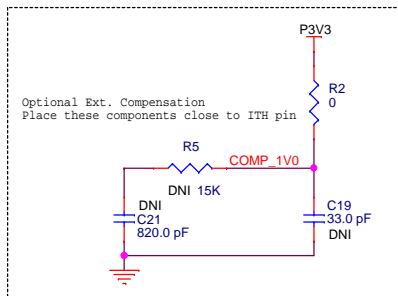 P3V3
R2
0
Optional Ext. Compensation
Place these components close to ITH pin
R5
COMP_1V0
DNI 15K
DNI
C21
820.0 pF
C19
33.0 pF
DNI